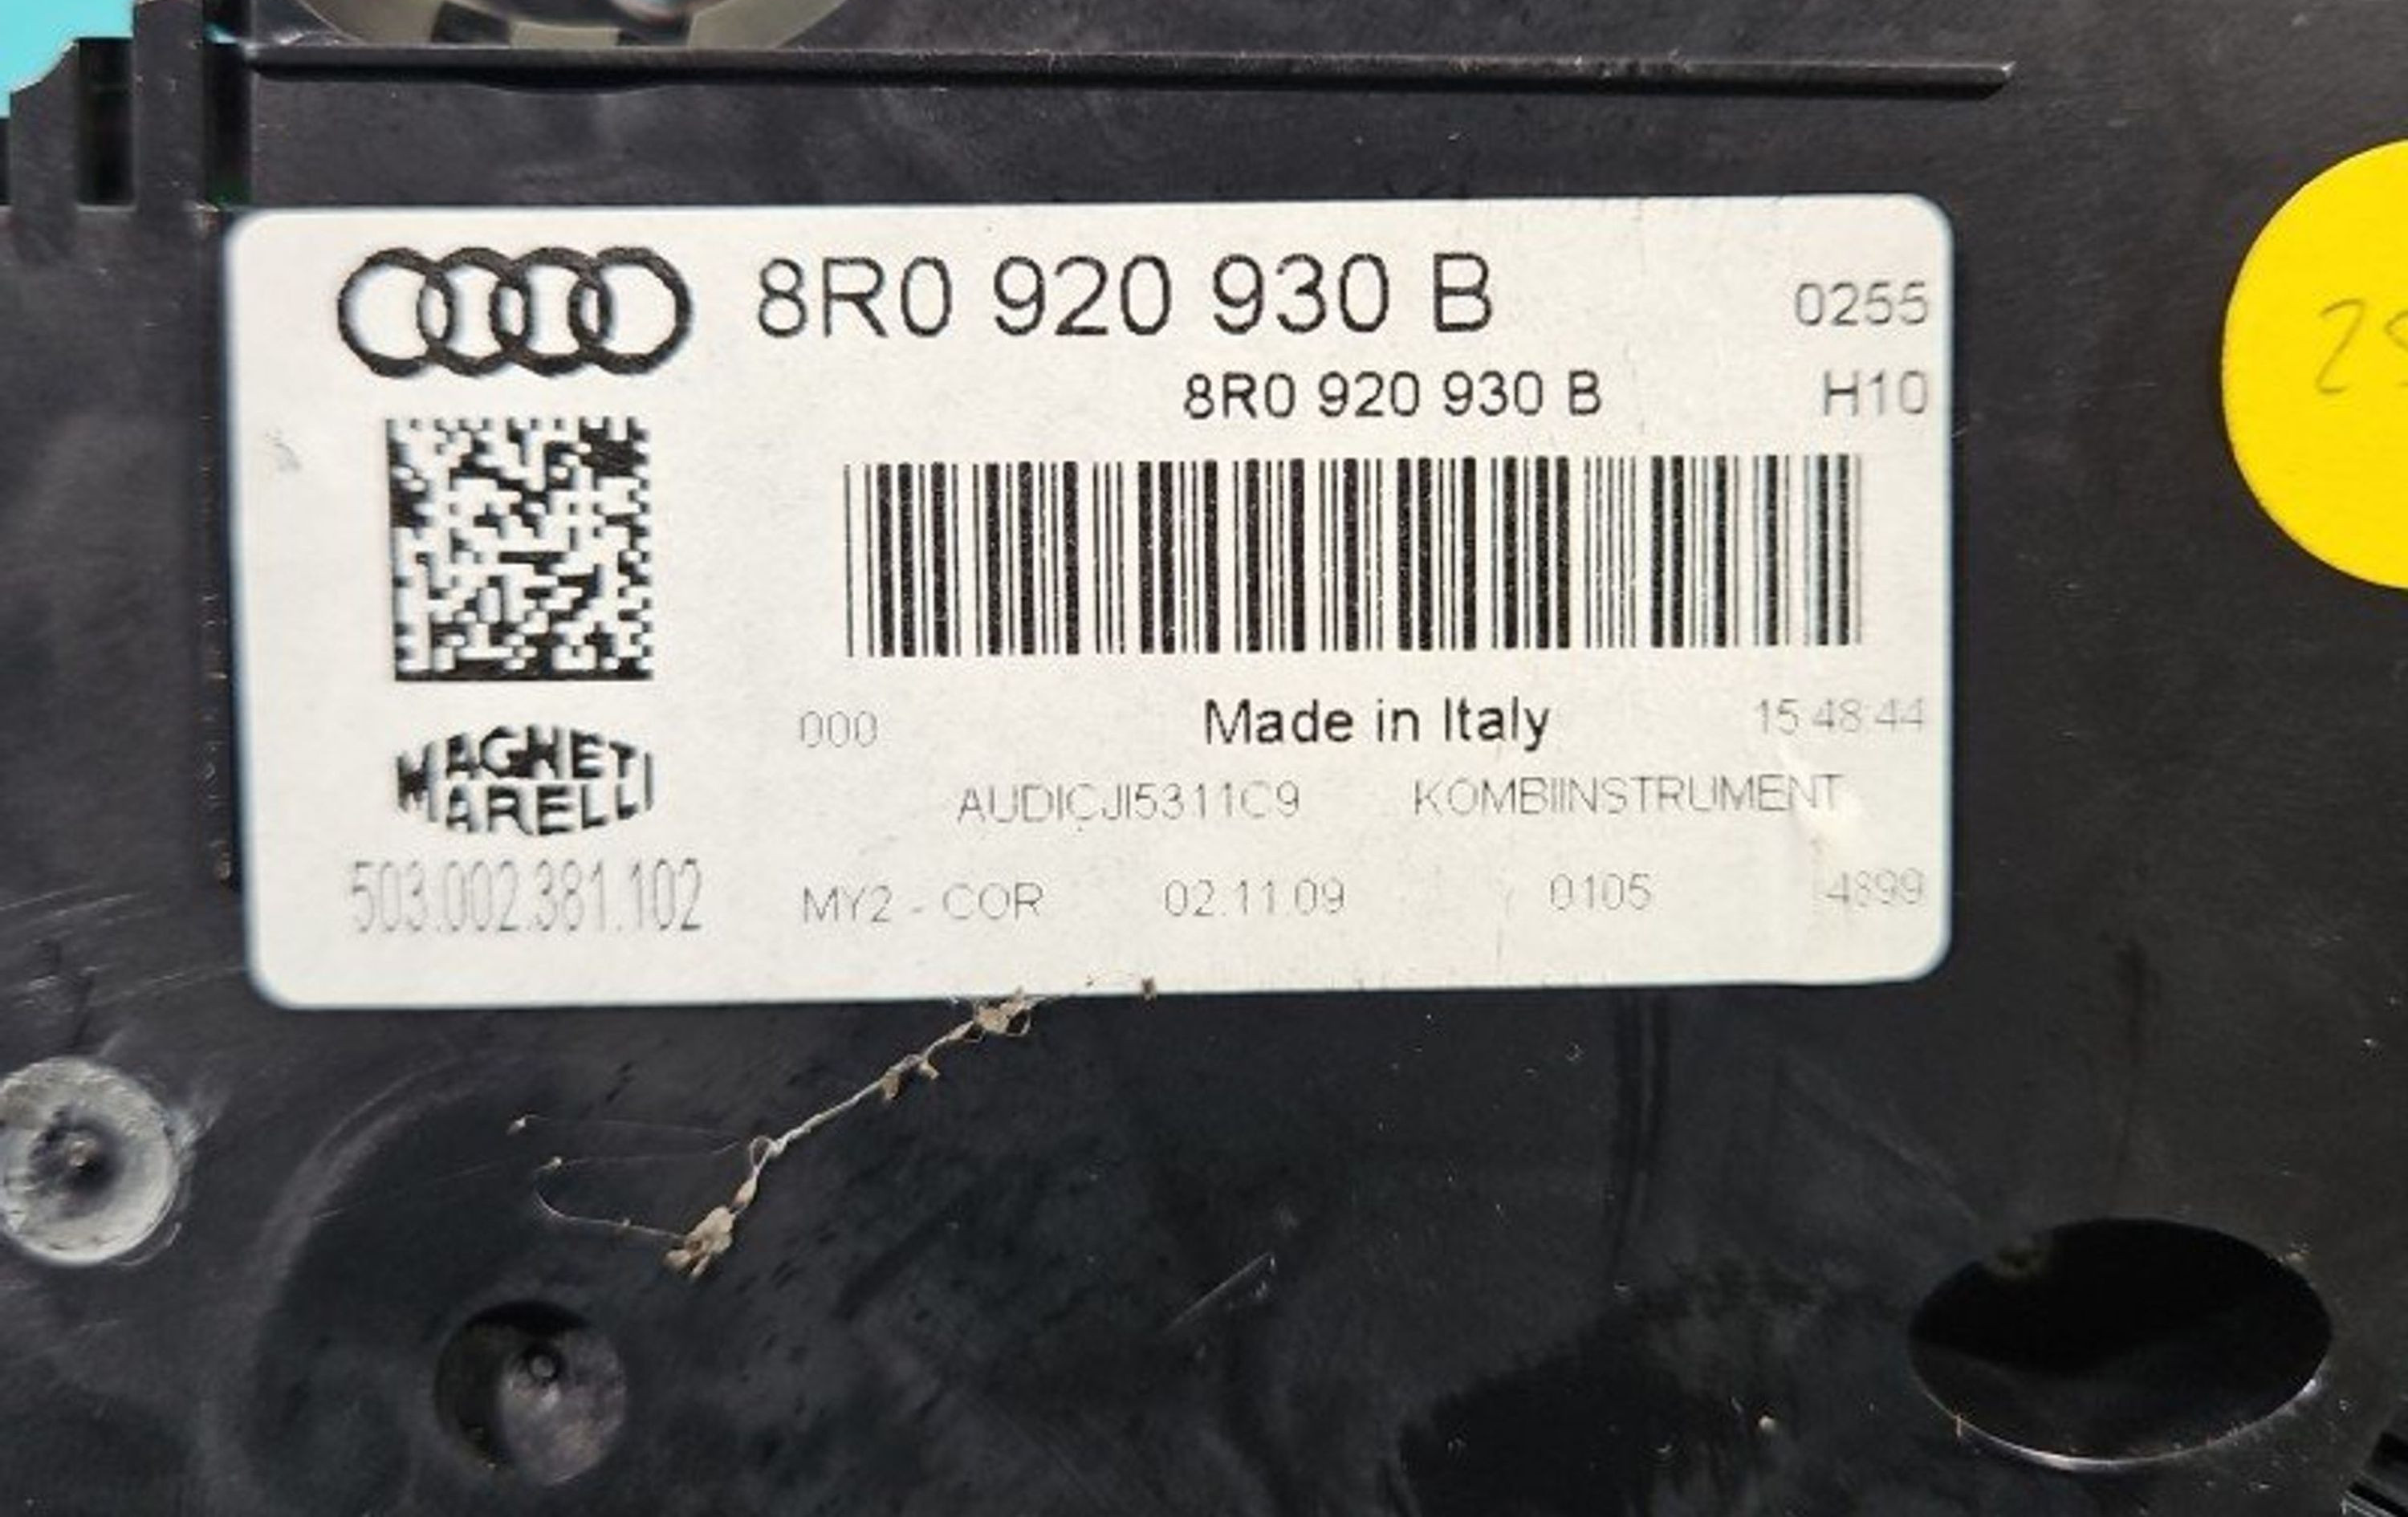 8R0 920 930 B 0255
8R0 920 930 B H10
000 Made in Italy 15:48:44
MAGNETI
MARELLI
AUDICJI5311C9 KOMBIINSTRUMENT
503.002.381.102 MY2 - COR 02.11.09 0105 4899